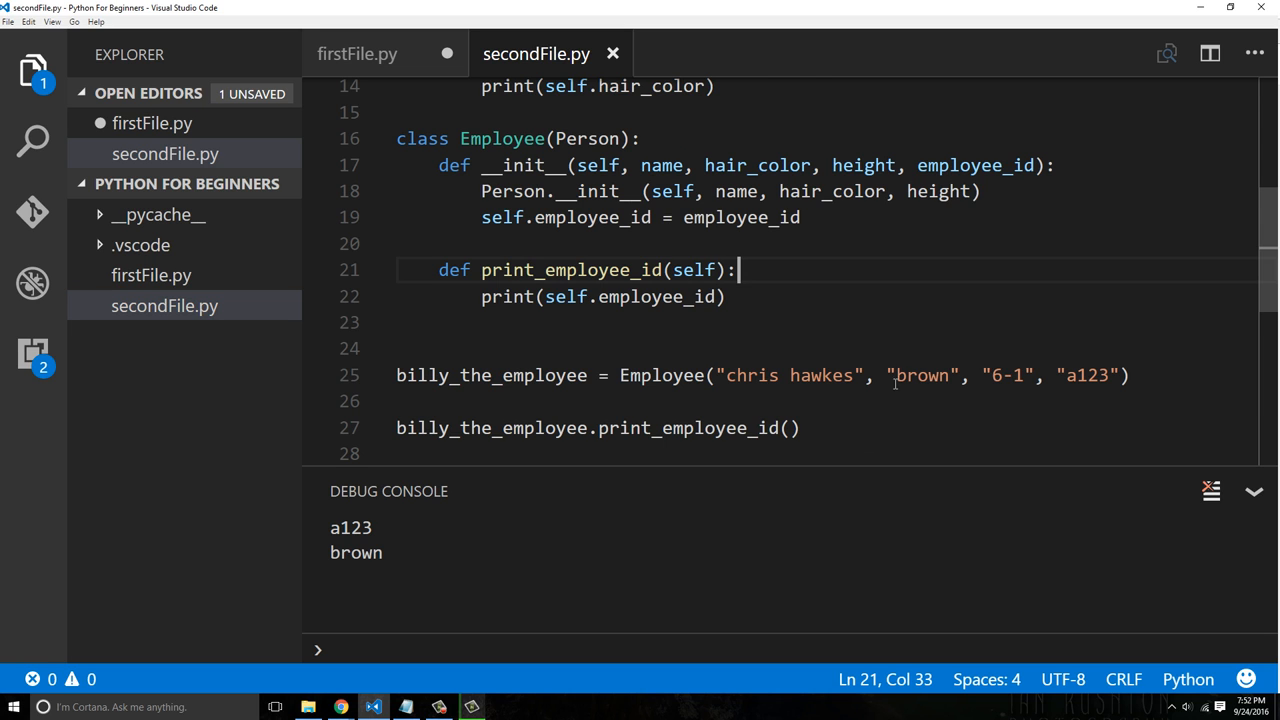 secondFile.py - Python For Beginners - Visual Studio Code
File Edit View Go Help
EXPLORER
OPEN EDITORS 1 UNSAVED
firstFile.py
secondFile.py
PYTHON FOR BEGINNERS
__pycache__
.vscode
firstFile.py
secondFile.py
1
2
firstFile.py secondFile.py
14 print(self.hair_color)
15
16 class Employee(Person):
17 def __init__(self, name, hair_color, height, employee_id):
18 Person.__init__(self, name, hair_color, height)
19 self.employee_id = employee_id
20
21 def print_employee_id(self):
22 print(self.employee_id)
23
24
25 billy_the_employee = Employee("chris hawkes", "brown", "6-1", "a123")
26
27 billy_the_employee.print_employee_id()
28
DEBUG CONSOLE
a123
brown
0 0 Ln 21, Col 33 Spaces: 4 UTF-8 CRLF Python
I'm Cortana. Ask me anything.
7:52 PM
9/24/2016